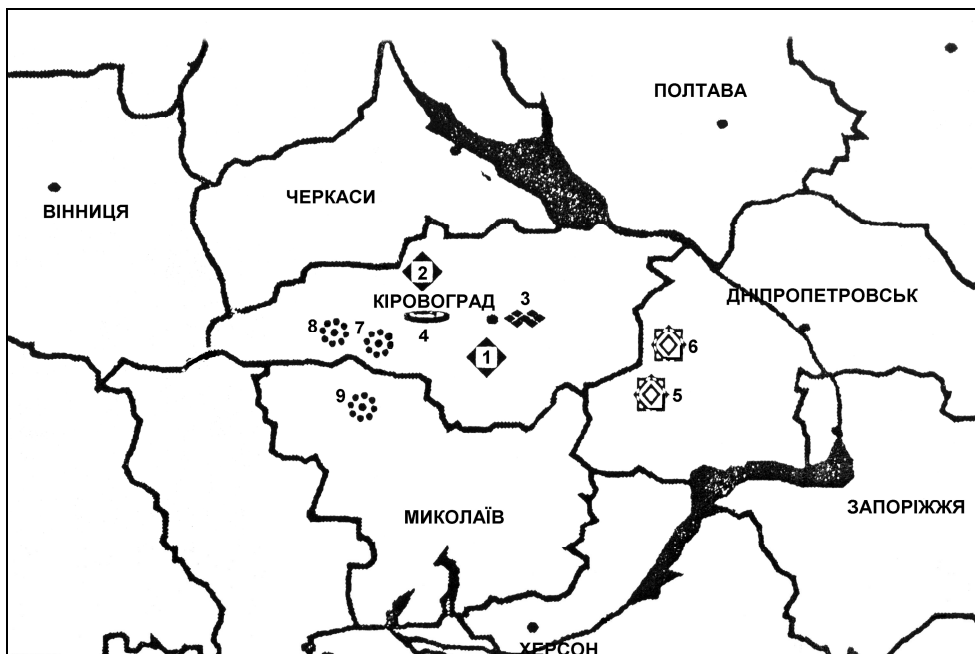 ПОЛТАВА
ЧЕРКАСИ
ВІННИЦЯ
2
КІРОВОГРАД
3
ДНІПРОПЕТРОВСЬК
8
7
4
1
6
9
5
МИКОЛАЇВ
ЗАПОРІЖЖЯ
ХЕРСОН